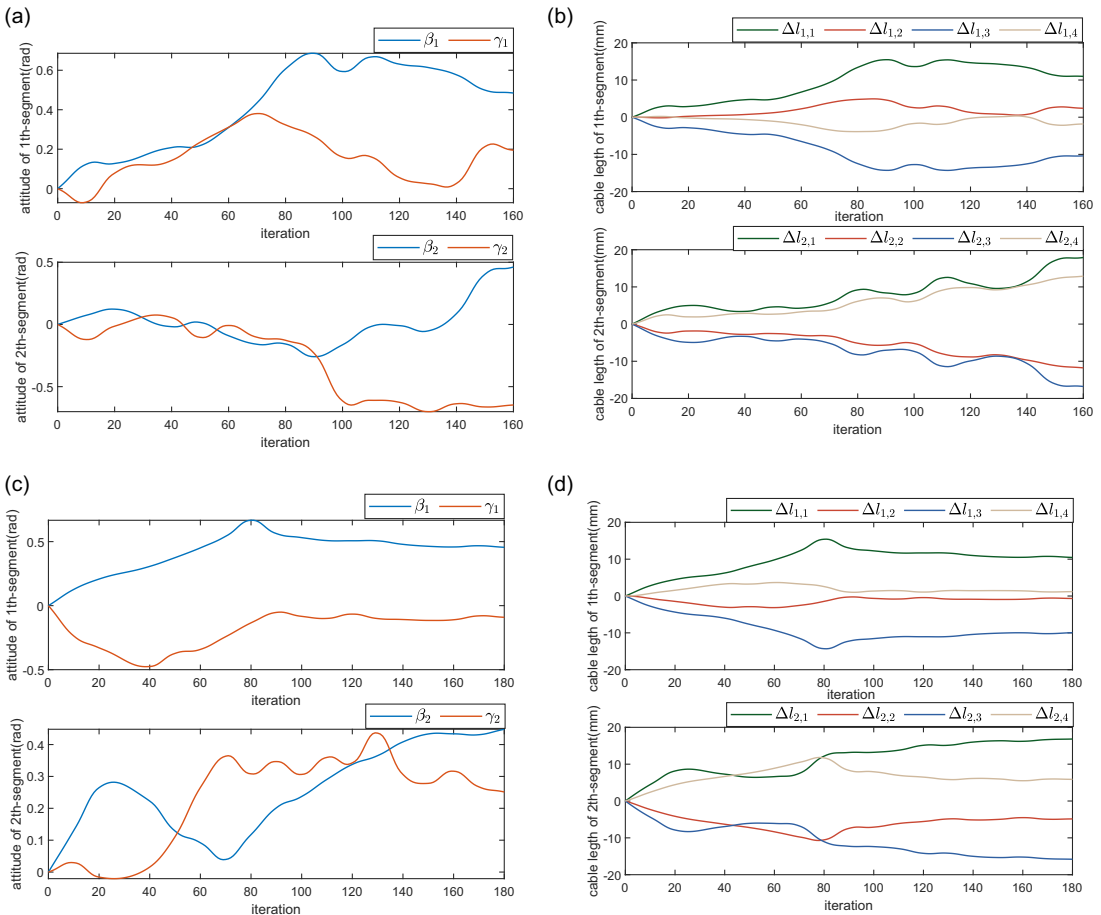 (a)
β₁ γ₁
attitude of 1th-segment(rad)
0.6
0.4
0.2
0
0 20 40 60 80 100 120 140 160
iteration
β₂ γ₂
attitude of 2th-segment(rad)
0.5
0
-0.5
0 20 40 60 80 100 120 140 160
iteration
(b)
Δl₁,₁ Δl₁,₂ Δl₁,₃ Δl₁,₄
cable legth of 1th-segment(mm)
20
10
0
-10
-20
0 20 40 60 80 100 120 140 160
iteration
Δl₂,₁ Δl₂,₂ Δl₂,₃ Δl₂,₄
cable legth of 2th-segment(mm)
20
10
0
-10
-20
0 20 40 60 80 100 120 140 160
iteration
(c)
β₁ γ₁
attitude of 1th-segment(rad)
0.5
0
-0.5
0 20 40 60 80 100 120 140 160 180
iteration
β₂ γ₂
attitude of 2th-segment(rad)
0.4
0.3
0.2
0.1
0
0 20 40 60 80 100 120 140 160 180
iteration
(d)
Δl₁,₁ Δl₁,₂ Δl₁,₃ Δl₁,₄
cable legth of 1th-segment(mm)
20
10
0
-10
-20
0 20 40 60 80 100 120 140 160 180
iteration
Δl₂,₁ Δl₂,₂ Δl₂,₃ Δl₂,₄
cable legth of 2th-segment(mm)
20
10
0
-10
-20
0 20 40 60 80 100 120 140 160 180
iteration